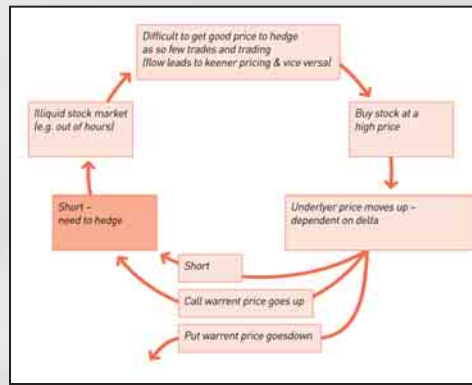 Difficult to get good price to hedge
as so few trades and trading
(flow leads to keener pricing & vice versa)
Illiquid stock market
(e.g. out of hours)
Buy stock at a
high price
Short –
need to hedge
Underlyer price moves up –
dependent on delta
Short
Call warrent price goes up
Put warrent price goesdown